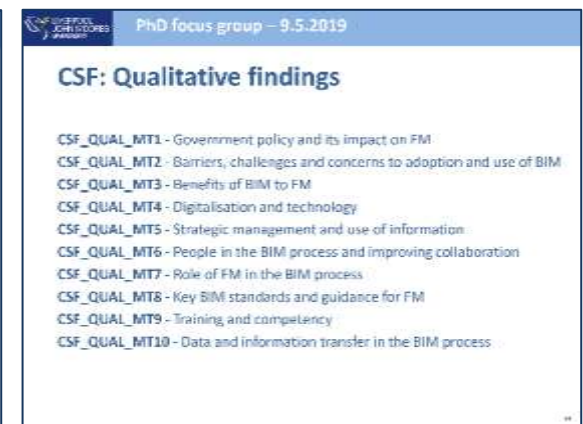 LIVERPOOL
JOHN MOORES
UNIVERSITY
PhD focus group – 9.5.2019
CSF: Qualitative findings
CSF_QUAL_MT1 - Government policy and its impact on FM
CSF_QUAL_MT2 - Barriers, challenges and concerns to adoption and use of BIM
CSF_QUAL_MT3 - Benefits of BIM to FM
CSF_QUAL_MT4 - Digitalisation and technology
CSF_QUAL_MT5 - Strategic management and use of information
CSF_QUAL_MT6 - People in the BIM process and improving collaboration
CSF_QUAL_MT7 - Role of FM in the BIM process
CSF_QUAL_MT8 - Key BIM standards and guidance for FM
CSF_QUAL_MT9 - Training and competency
CSF_QUAL_MT10 - Data and information transfer in the BIM process